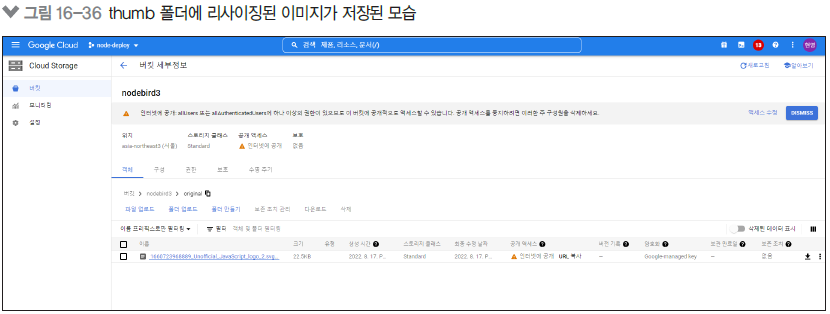 그림 16-36 thumb 폴더에 리사이징된 이미지가 저장된 모습
Google Cloud node-deploy 검색 제품, 리소스, 문서(/) 13 현영
Cloud Storage 버킷 세부정보 새로고침 알아보기
버킷
모니터링
설정
nodebird3
인터넷에 공개: allUsers 또는 allAuthenticatedUsers에 하나 이상의 권한이 있으므로 이 버킷에 공개적으로 액세스할 수 있습니다. 공개 액세스를 중지하려면 이러한 주 구성원을 삭제하세요. 액세스 수정 DISMISS
위치 스토리지 클래스 공개 액세스 보호
asia-northeast3 (서울) Standard 인터넷에 공개 없음
객체 구성 권한 보호 수명 주기
버킷 > nodebird3 > original
파일 업로드 폴더 업로드 폴더 만들기 보존 조치 관리 다운로드 삭제
이름 프리픽스로만 필터링 필터 객체 및 폴더 필터링 삭제된 데이터 표시
이름 크기 유형 생성 시간 스토리지 클래스 최종 수정 날짜 공개 액세스 버전 기록 암호화 보관 만료일 보존 조치
1660723968889_Unofficial_JavaScript_logo_2.svg... 22.5KB 2022. 8. 17. P... Standard 2022. 8. 17. P... 인터넷에 공개 URL 복사 — Google-managed key — 없음